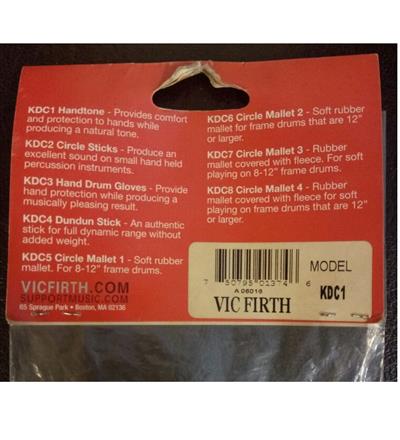 KDC1 Handtone - Provides comfort
and protection to hands while
producing a natural tone.
KDC2 Circle Sticks - Produce an
excellent sound on small hand held
percussion instruments.
KDC3 Hand Drum Gloves - Provide
hand protection while producing a
musically pleasing result.
KDC4 Dundun Stick - An authentic
stick for full dynamic range without
added weight.
KDC5 Circle Mallet 1 - Soft rubber
mallet. For 8-12" frame drums.
KDC6 Circle Mallet 2 - Soft rubber
mallet for frame drums that are 12"
or larger.
KDC7 Circle Mallet 3 - Rubber
mallet covered with fleece. For soft
playing on 8-12" frame drums.
KDC8 Circle Mallet 4 - Rubber
mallet covered with fleece for soft
playing on frame drums that are 12"
or larger.
VICFIRTH.COM
SUPPORTMUSIC.COM
65 Sprague Park • Boston, MA 02136
7 50795 01374 6
A 06016
VIC FIRTH
MODEL
KDC1